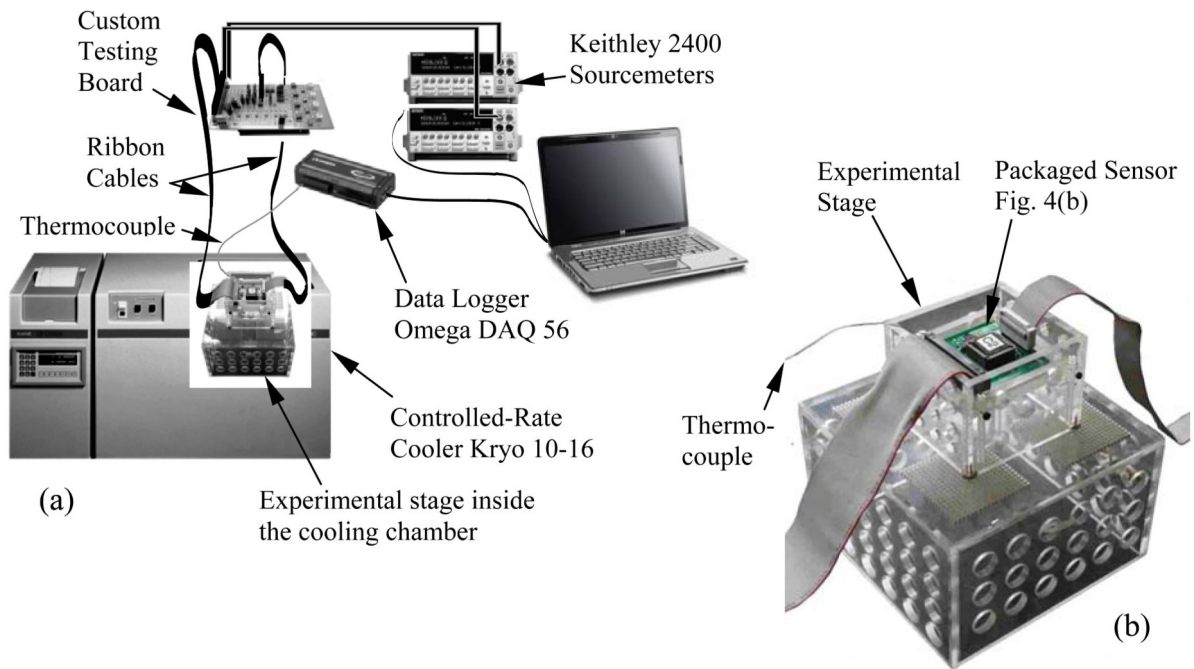 Custom
Testing
Board
Keithley 2400
Sourcemeters
Ribbon
Cables
Thermocouple
Data Logger
Omega DAQ 56
Controlled-Rate
Cooler Kryo 10-16
Experimental stage inside
the cooling chamber
(a)
Experimental
Stage
Packaged Sensor
Fig. 4(b)
Thermo-
couple
(b)